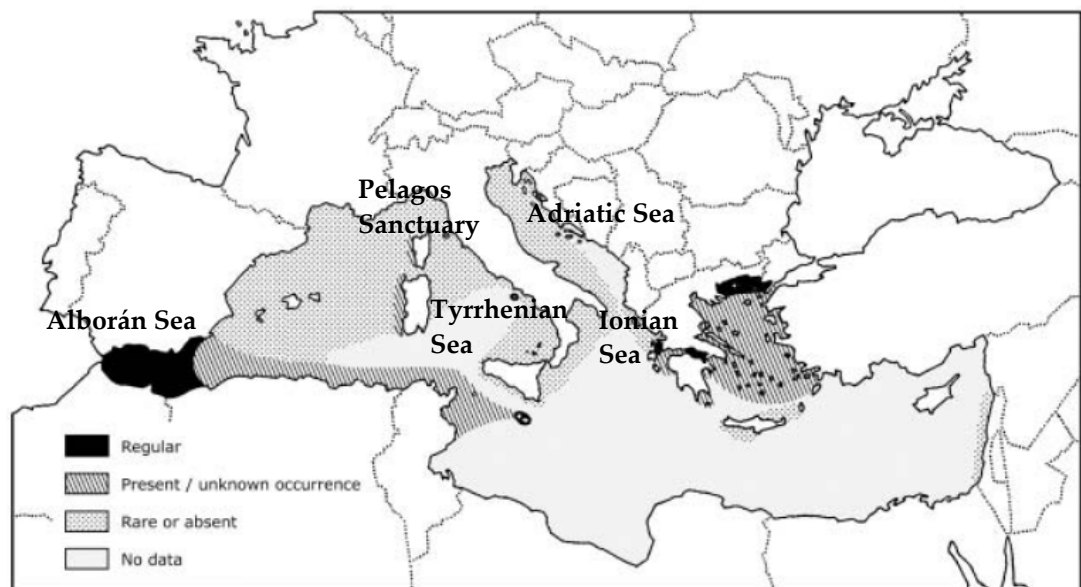 Pelagos
Sanctuary
Adriatic Sea
Alborán Sea
Tyrrhenian
Sea
Ionian
Sea
Regular
Present / unknown occurrence
Rare or absent
No data